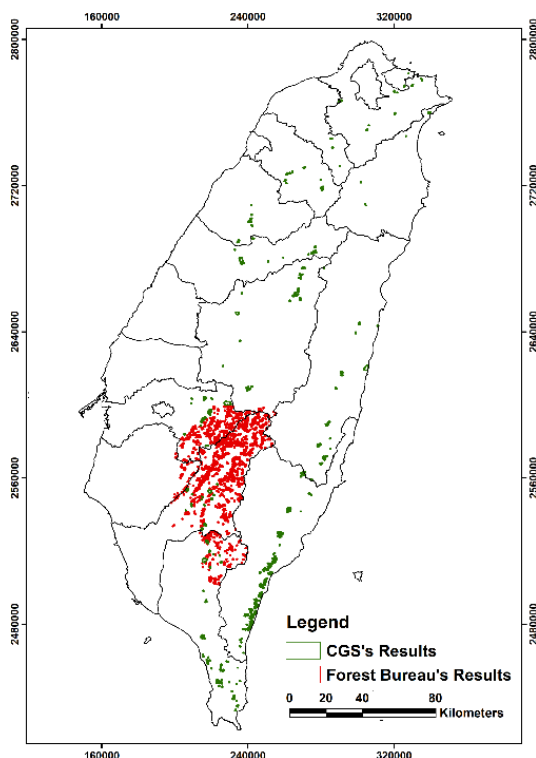 160000 240000 320000
2800000 2800000
2720000 2720000
2640000 2640000
2560000 2560000
2480000 2480000
Legend
CGS's Results
Forest Bureau's Results
0 20 40 80
Kilometers
160000 240000 320000